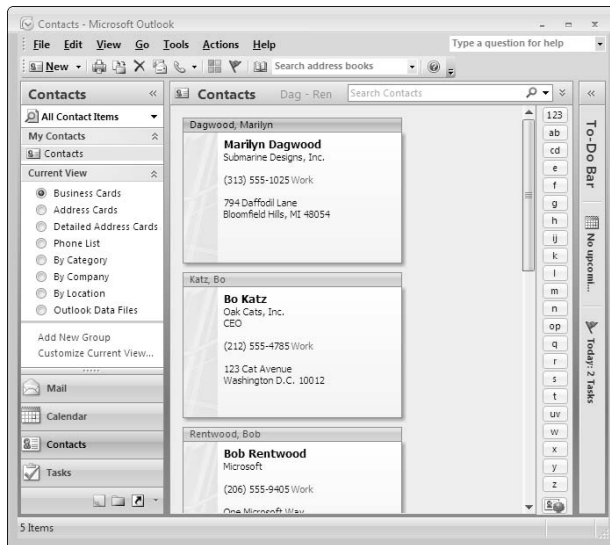 Contacts - Microsoft Outlook
File Edit View Go Tools Actions Help
Type a question for help
New
Search address books
Contacts
All Contact Items
My Contacts
Contacts
Current View
Business Cards
Address Cards
Detailed Address Cards
Phone List
By Category
By Company
By Location
Outlook Data Files
Add New Group
Customize Current View...
Mail
Calendar
Contacts
Tasks
Contacts Dag - Ren Search Contacts
Dagwood, Marilyn
Marilyn Dagwood
Submarine Designs, Inc.
(313) 555-1025 Work
794 Daffodil Lane
Bloomfield Hills, MI 48054
Katz, Bo
Bo Katz
Oak Cats, Inc.
CEO
(212) 555-4785 Work
123 Cat Avenue
Washington D.C. 10012
Rentwood, Bob
Bob Rentwood
Microsoft
(206) 555-9405 Work
One Microsoft Way
123
ab
cd
e
f
g
h
ij
k
l
m
n
op
q
r
s
t
uv
w
x
y
z
To-Do Bar
No upcomi...
Today: 2 Tasks
5 Items